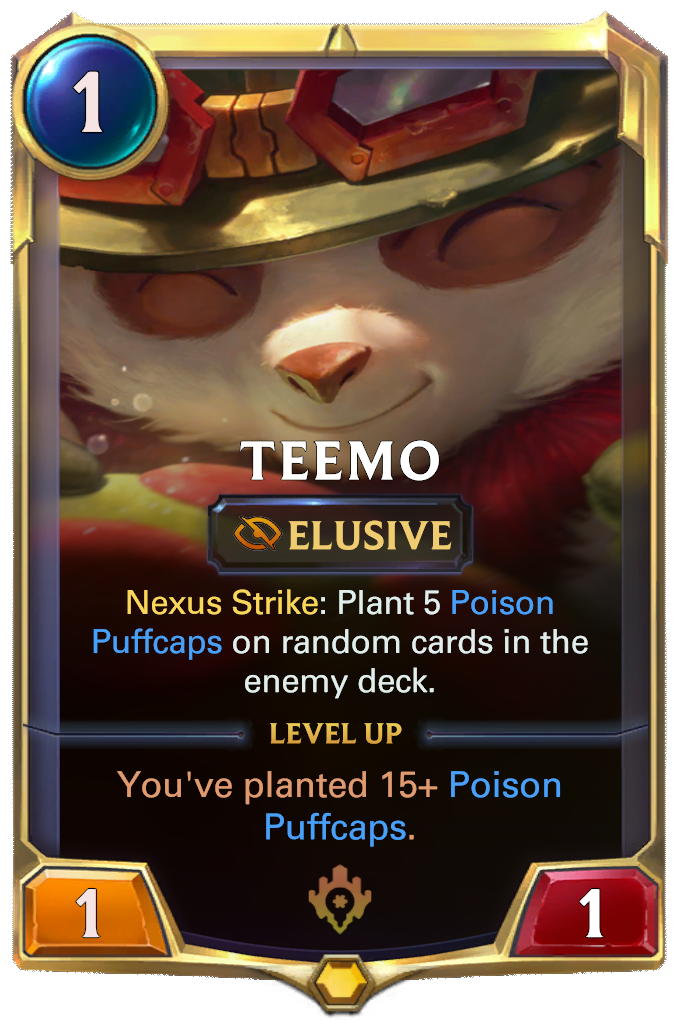 1
TEEMO
ELUSIVE
Nexus Strike: Plant 5 Poison
Puffcaps on random cards in the
enemy deck.
LEVEL UP
You've planted 15+ Poison
Puffcaps.
1
1